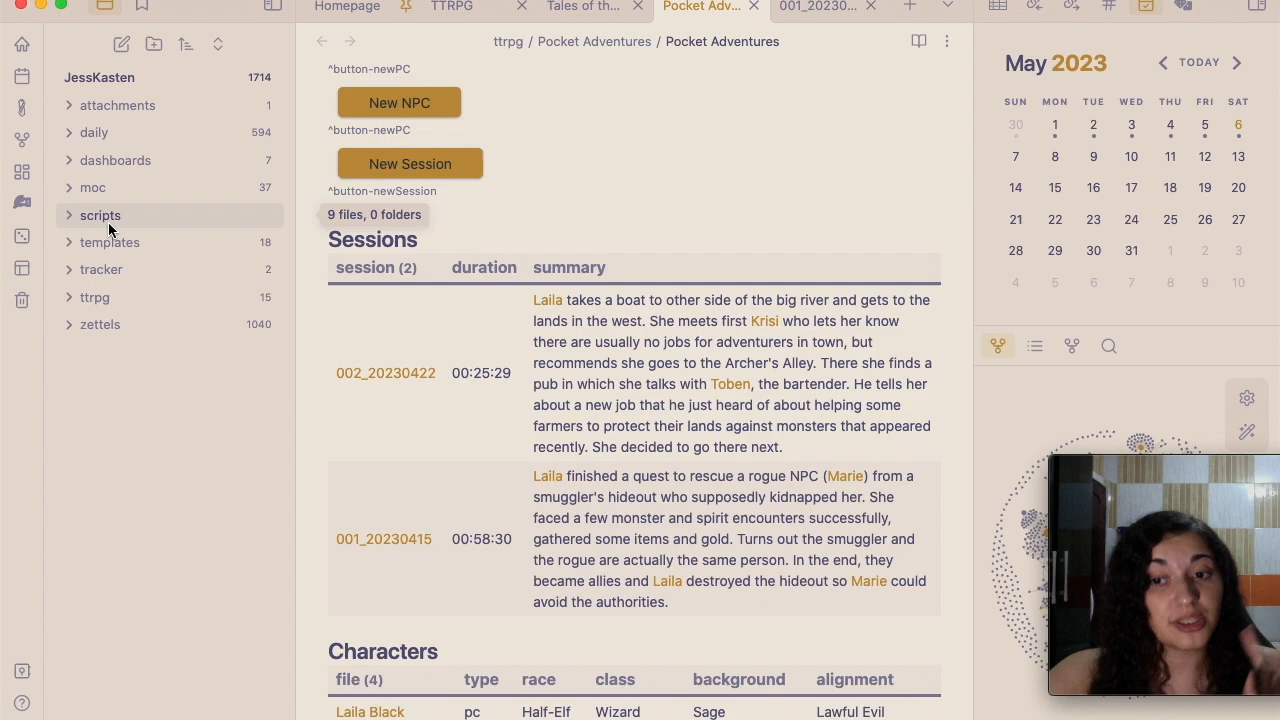 Homepage
TTRPG
Tales of th...
Pocket Adv...
001_20230...
JessKasten 1714
attachments 1
daily 594
dashboards 7
moc 37
scripts
templates 18
tracker 2
ttrpg 15
zettels 1040
9 files, 0 folders
ttrpg / Pocket Adventures / Pocket Adventures
^button-newPC
New NPC
^button-newPC
New Session
^button-newSession
Sessions
session (2) duration summary
002_20230422 00:25:29
Laila takes a boat to other side of the big river and gets to the
lands in the west. She meets first Krisi who lets her know
there are usually no jobs for adventurers in town, but
recommends she goes to the Archer's Alley. There she finds a
pub in which she talks with Toben, the bartender. He tells her
about a new job that he just heard of about helping some
farmers to protect their lands against monsters that appeared
recently. She decided to go there next.
001_20230415 00:58:30
Laila finished a quest to rescue a rogue NPC (Marie) from a
smuggler's hideout who supposedly kidnapped her. She
faced a few monster and spirit encounters successfully,
gathered some items and gold. Turns out the smuggler and
the rogue are actually the same person. In the end, they
became allies and Laila destroyed the hideout so Marie could
avoid the authorities.
Characters
file (4) type race class background alignment
Laila Black pc Half-Elf Wizard Sage Lawful Evil
May 2023 TODAY
SUN MON TUE WED THU FRI SAT
30 1 2 3 4 5 6
7 8 9 10 11 12 13
14 15 16 17 18 19 20
21 22 23 24 25 26 27
28 29 30 31 1 2 3
4 5 6 7 8 9 10